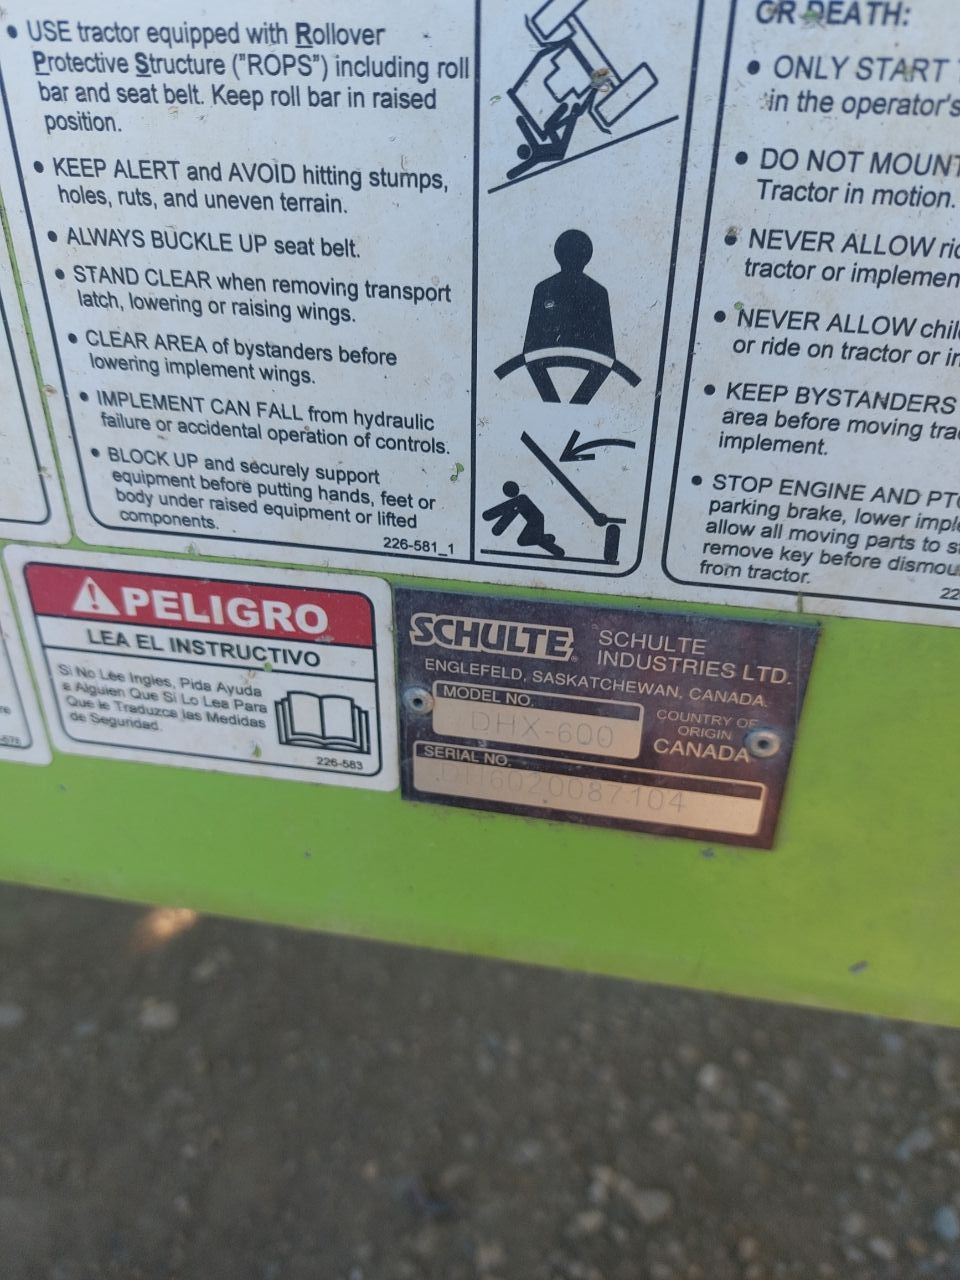 • USE tractor equipped with Rollover
Protective Structure ("ROPS") including roll
bar and seat belt. Keep roll bar in raised
position.
• KEEP ALERT and AVOID hitting stumps,
holes, ruts, and uneven terrain.
• ALWAYS BUCKLE UP seat belt.
• STAND CLEAR when removing transport
latch, lowering or raising wings.
• CLEAR AREA of bystanders before
lowering implement wings.
• IMPLEMENT CAN FALL from hydraulic
failure or accidental operation of controls.
• BLOCK UP and securely support
equipment before putting hands, feet or
body under raised equipment or lifted
components.
226-581_1
OR DEATH:
• ONLY START
in the operator's
• DO NOT MOUNT
Tractor in motion.
• NEVER ALLOW
tractor or implemen
• NEVER ALLOW chil
or ride on tractor or
• KEEP BYSTANDERS
area before moving tra
implement.
• STOP ENGINE AND PTO
parking brake, lower imple
allow all moving parts to
remove key before dismou
from tractor.
22
PELIGRO
LEA EL INSTRUCTIVO
Si No Lee Ingles, Pida Ayuda
a Alguien Que Si Lo Lea Para
Que le Traduzca las Medidas
de Seguridad.
226-583
SCHULTE
SCHULTE
INDUSTRIES LTD.
ENGLEFELD, SASKATCHEWAN, CANADA.
MODEL NO.
DHX-600
COUNTRY OF
ORIGIN
CANADA
SERIAL NO.
DH6020087104